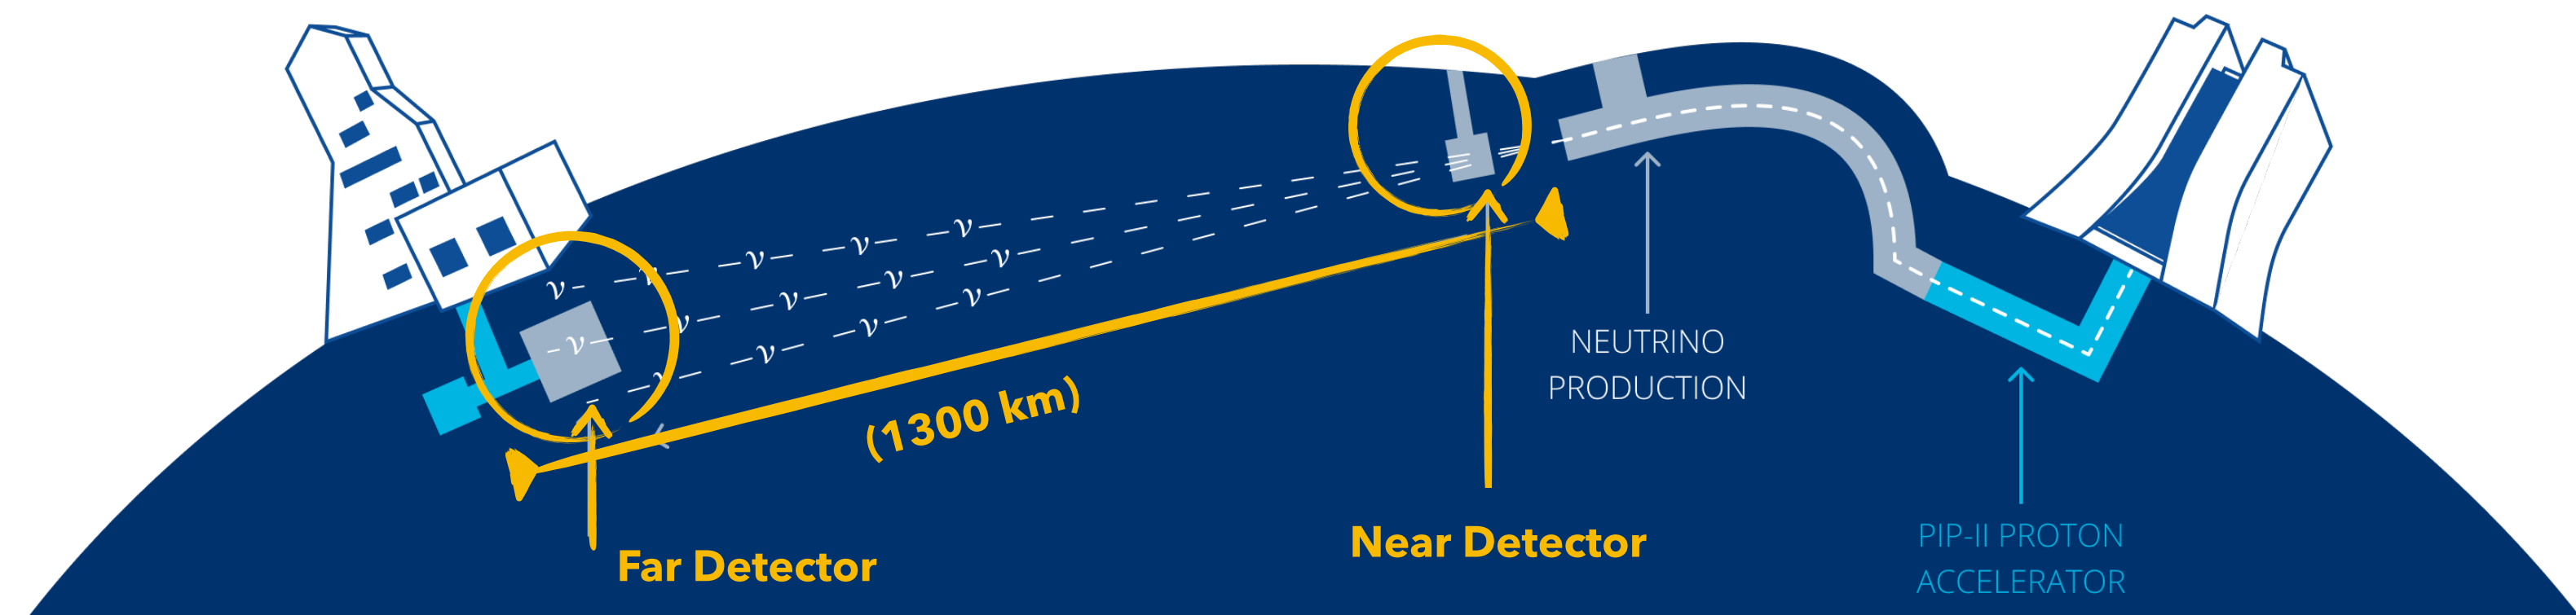 ν ν ν ν ν
ν ν ν ν
ν ν ν ν
ν
(1300 km)
NEUTRINO
PRODUCTION
Far Detector
Near Detector
PIP-II PROTON
ACCELERATOR